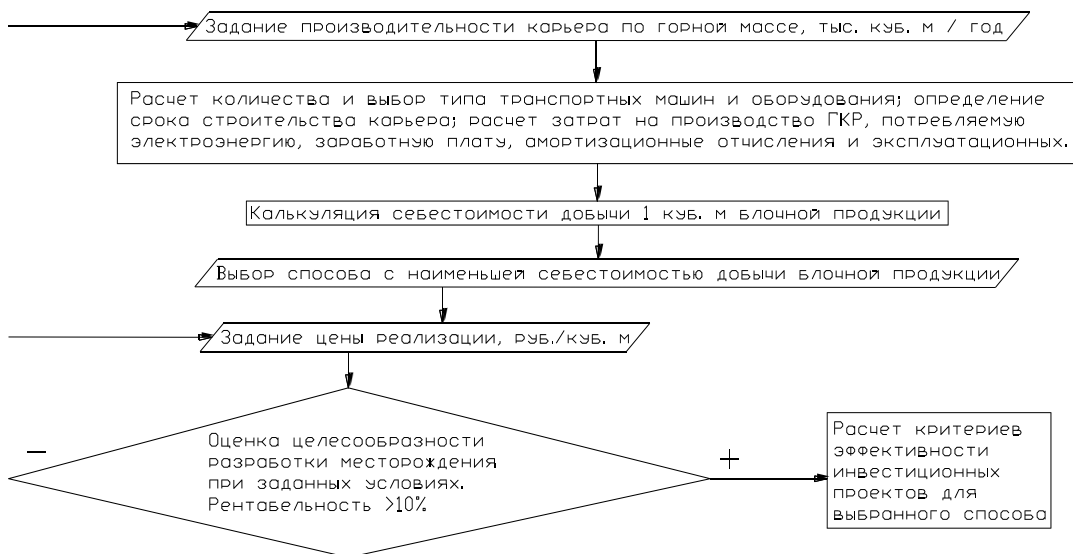 Задание производительности карьера по горной массе, тыс. куб. м / год
Расчет количества и выбор типа транспортных машин и оборудования; определение
срока строительства карьера; расчет затрат на производство ГКР, потребляемую
электроэнергию, заработную плату, амортизационные отчисления и эксплуатационных.
Калькуляция себестоимости добычи 1 куб. м блочной продукции
Выбор способа с наименьшей себестоимостью добычи блочной продукции
Задание цены реализации, руб./куб. м
Оценка целесообразности
разработки месторождения
при заданных условиях.
Рентабельность >10%
−
+
Расчет критериев
эффективности
инвестиционных
проектов для
выбранного способа